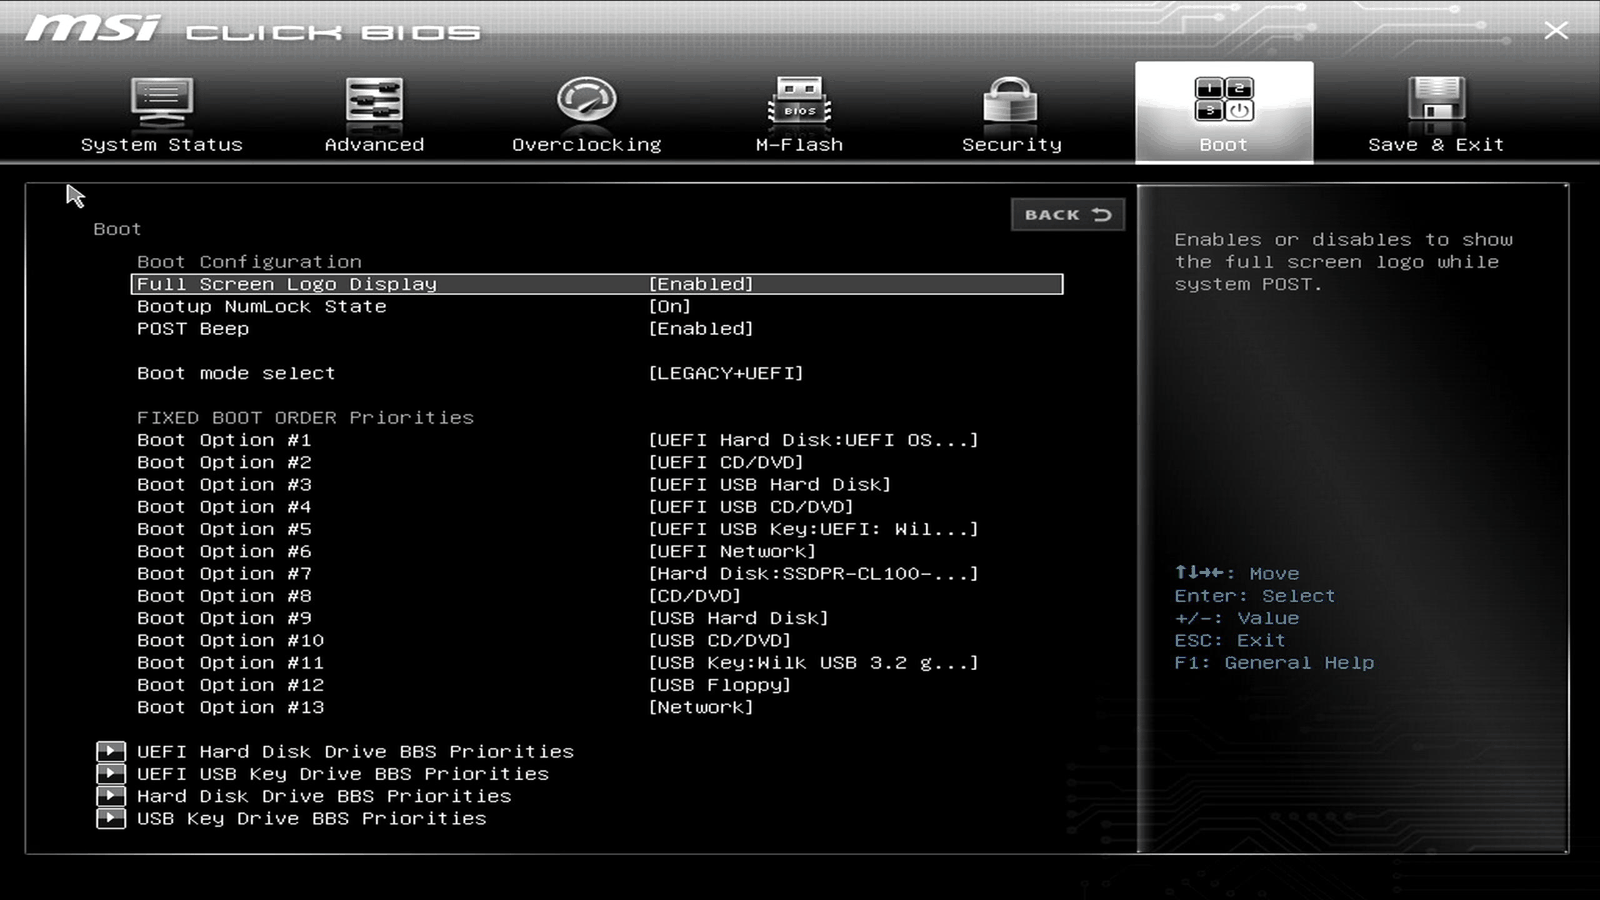 msi CLICK BIOS
System Status
Advanced
BIOS
Overclocking
M-Flash
Security
1 2
3
Boot
Save & Exit
BACK
Boot
Boot Configuration
Full Screen Logo Display [Enabled]
Bootup NumLock State [On]
POST Beep [Enabled]
Boot mode select [LEGACY+UEFI]
FIXED BOOT ORDER Priorities
Boot Option #1 [UEFI Hard Disk:UEFI OS...]
Boot Option #2 [UEFI CD/DVD]
Boot Option #3 [UEFI USB Hard Disk]
Boot Option #4 [UEFI USB CD/DVD]
Boot Option #5 [UEFI USB Key:UEFI: Wil...]
Boot Option #6 [UEFI Network]
Boot Option #7 [Hard Disk:SSDPR-CL100-...]
Boot Option #8 [CD/DVD]
Boot Option #9 [USB Hard Disk]
Boot Option #10 [USB CD/DVD]
Boot Option #11 [USB Key:Wilk USB 3.2 g...]
Boot Option #12 [USB Floppy]
Boot Option #13 [Network]
UEFI Hard Disk Drive BBS Priorities
UEFI USB Key Drive BBS Priorities
Hard Disk Drive BBS Priorities
USB Key Drive BBS Priorities
Enables or disables to show
the full screen logo while
system POST.
↑↓→←: Move
Enter: Select
+/-: Value
ESC: Exit
F1: General Help